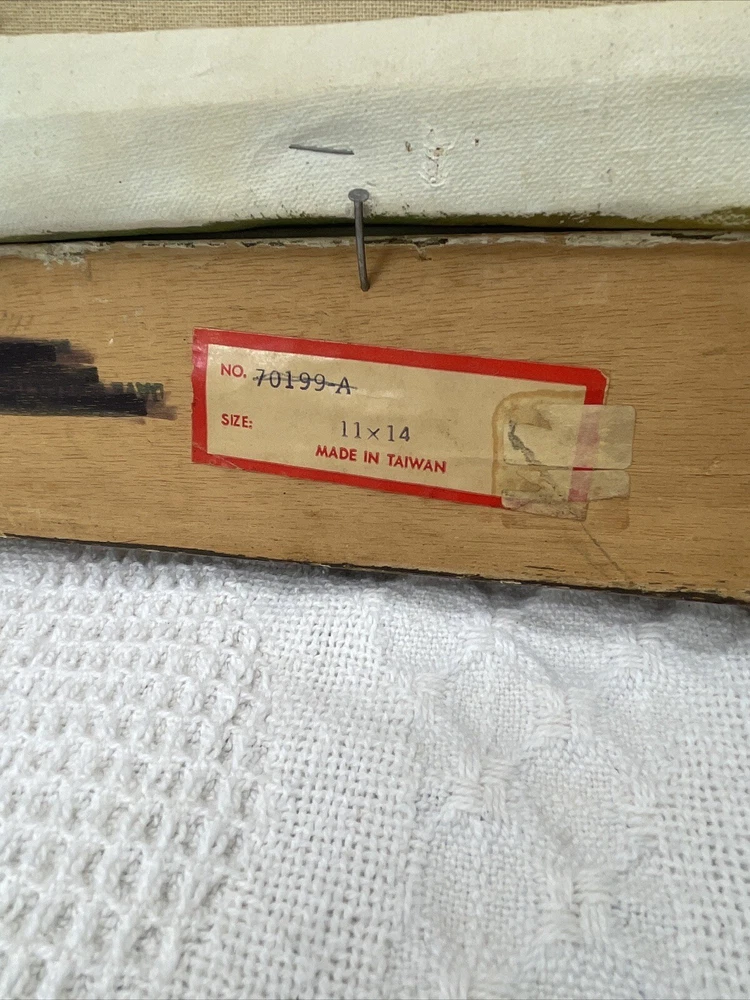 NO. 70199-A
SIZE: 11×14
MADE IN TAIWAN